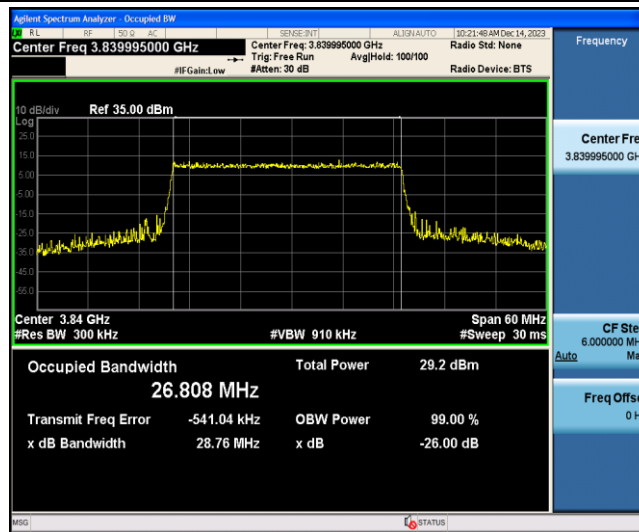 Agilent Spectrum Analyzer - Occupied BW
RL RF 50 Ω AC SENSE:INT ALIGN AUTO 10:21:48 AM Dec 14, 2023
Center Freq 3.839995000 GHz Center Freq: 3.839995000 GHz Radio Std: None Frequency
Trig: Free Run Avg|Hold: 100/100
#IFGain:Low #Atten: 30 dB Radio Device: BTS
10 dB/div Ref 35.00 dBm
Log
25.0
15.0
5.00
-5.00
-15.0
-25.0
-35.0
-45.0
-55.0
Center Fre
3.839995000 GH
Center 3.84 GHz Span 60 MHz
#Res BW 300 kHz #VBW 910 kHz #Sweep 30 ms
CF Ste
6.000000 MH
Auto Ma
Occupied Bandwidth Total Power 29.2 dBm
26.808 MHz
Transmit Freq Error -541.04 kHz OBW Power 99.00 %
x dB Bandwidth 28.76 MHz x dB -26.00 dB
Freq Offs
0 H
MSG STATUS